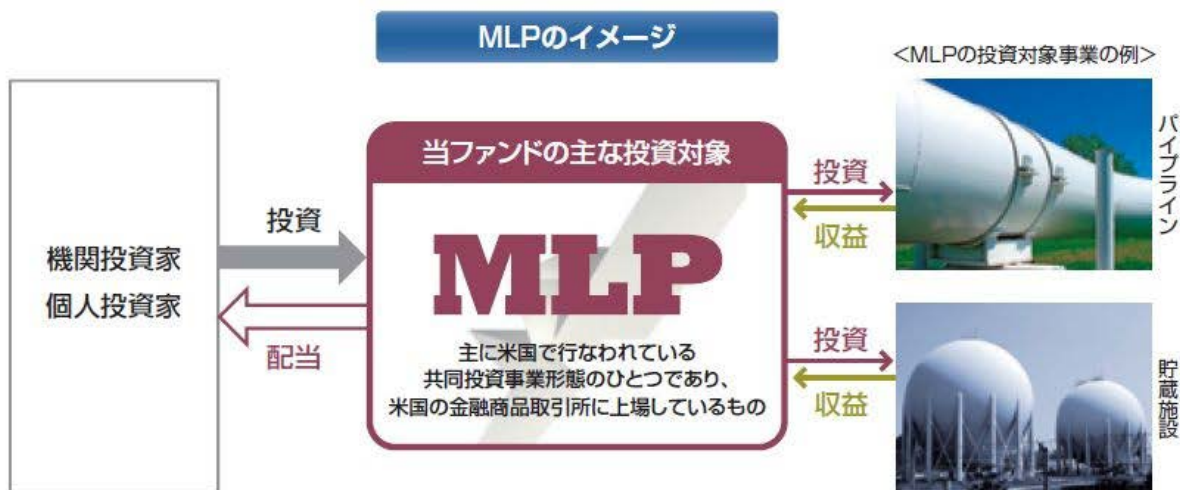 MLPのイメージ
機関投資家
個人投資家
投資
配当
当ファンドの主な投資対象
MLP
主に米国で行なわれている
共同投資事業形態のひとつであり、
米国の金融商品取引所に上場しているもの
<MLPの投資対象事業の例>
投資
収益
パイプライン
投資
収益
貯蔵施設